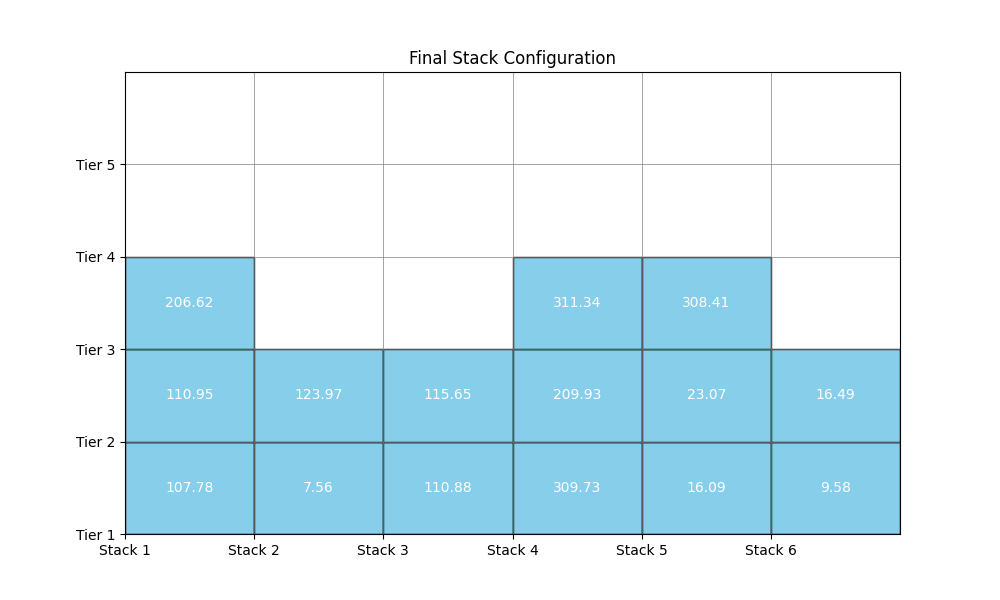 Final Stack Configuration
Tier 5
Tier 4
206.62 311.34 308.41
Tier 3
110.95 123.97 115.65 209.93 23.07 16.49
Tier 2
107.78 7.56 110.88 309.73 16.09 9.58
Tier 1
Stack 1 Stack 2 Stack 3 Stack 4 Stack 5 Stack 6